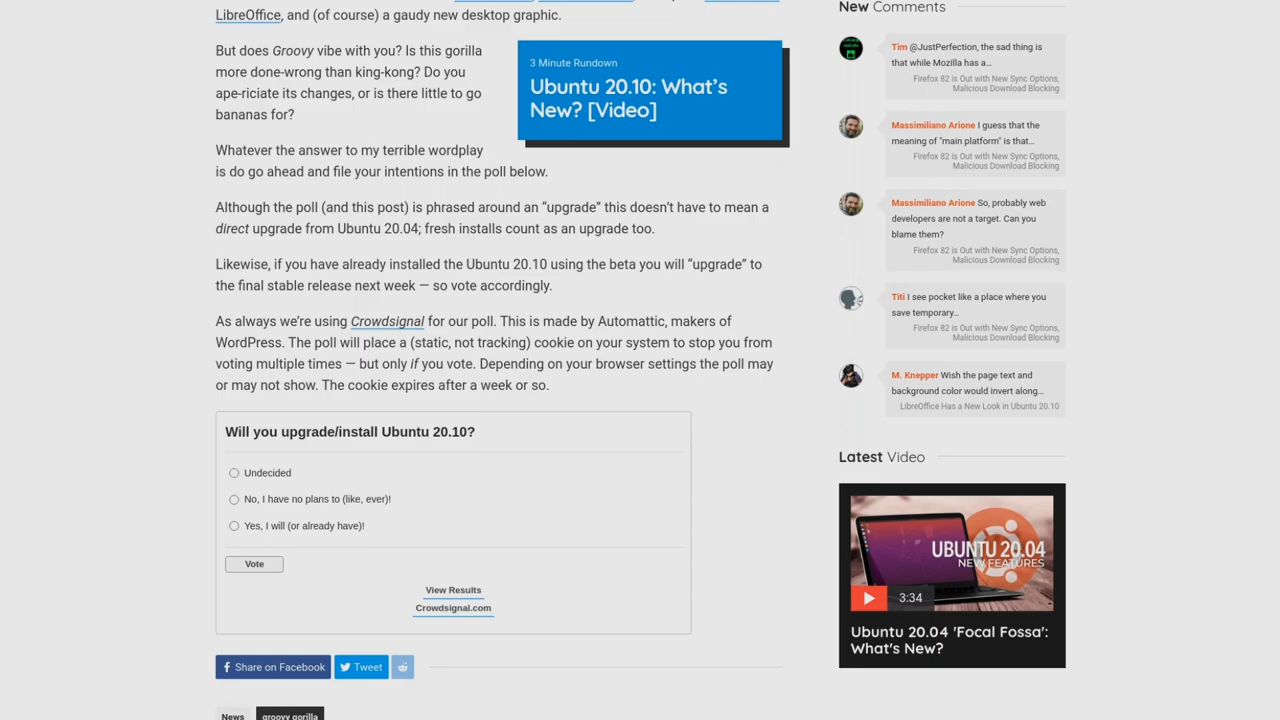 LibreOffice, and (of course) a gaudy new desktop graphic.
But does Groovy vibe with you? Is this gorilla
more done-wrong than king-kong? Do you
ape-riciate its changes, or is there little to go
bananas for?
3 Minute Rundown
Ubuntu 20.10: What's
New? [Video]
Whatever the answer to my terrible wordplay
is do go ahead and file your intentions in the poll below.
Although the poll (and this post) is phrased around an “upgrade” this doesn’t have to mean a
direct upgrade from Ubuntu 20.04; fresh installs count as an upgrade too.
Likewise, if you have already installed the Ubuntu 20.10 using the beta you will “upgrade” to
the final stable release next week — so vote accordingly.
As always we’re using Crowdsignal for our poll. This is made by Automattic, makers of
WordPress. The poll will place a (static, not tracking) cookie on your system to stop you from
voting multiple times — but only if you vote. Depending on your browser settings the poll may
or may not show. The cookie expires after a week or so.
Will you upgrade/install Ubuntu 20.10?
Undecided
No, I have no plans to (like, ever)!
Yes, I will (or already have)!
Vote
View Results
Crowdsignal.com
Share on Facebook
Tweet
News
groovy gorilla
New Comments
Tim @JustPerfection, the sad thing is
that while Mozilla has a…
Firefox 82 is Out with New Sync Options,
Malicious Download Blocking
Massimiliano Arione I guess that the
meaning of "main platform" is that…
Firefox 82 is Out with New Sync Options,
Malicious Download Blocking
Massimiliano Arione So, probably web
developers are not a target. Can you
blame them?
Firefox 82 is Out with New Sync Options,
Malicious Download Blocking
Titi I see pocket like a place where you
save temporary…
Firefox 82 is Out with New Sync Options,
Malicious Download Blocking
M. Knepper Wish the page text and
background color would invert along…
LibreOffice Has a New Look in Ubuntu 20.10
Latest Video
UBUNTU 20.04
NEW FEATURES
3:34
Ubuntu 20.04 'Focal Fossa':
What's New?